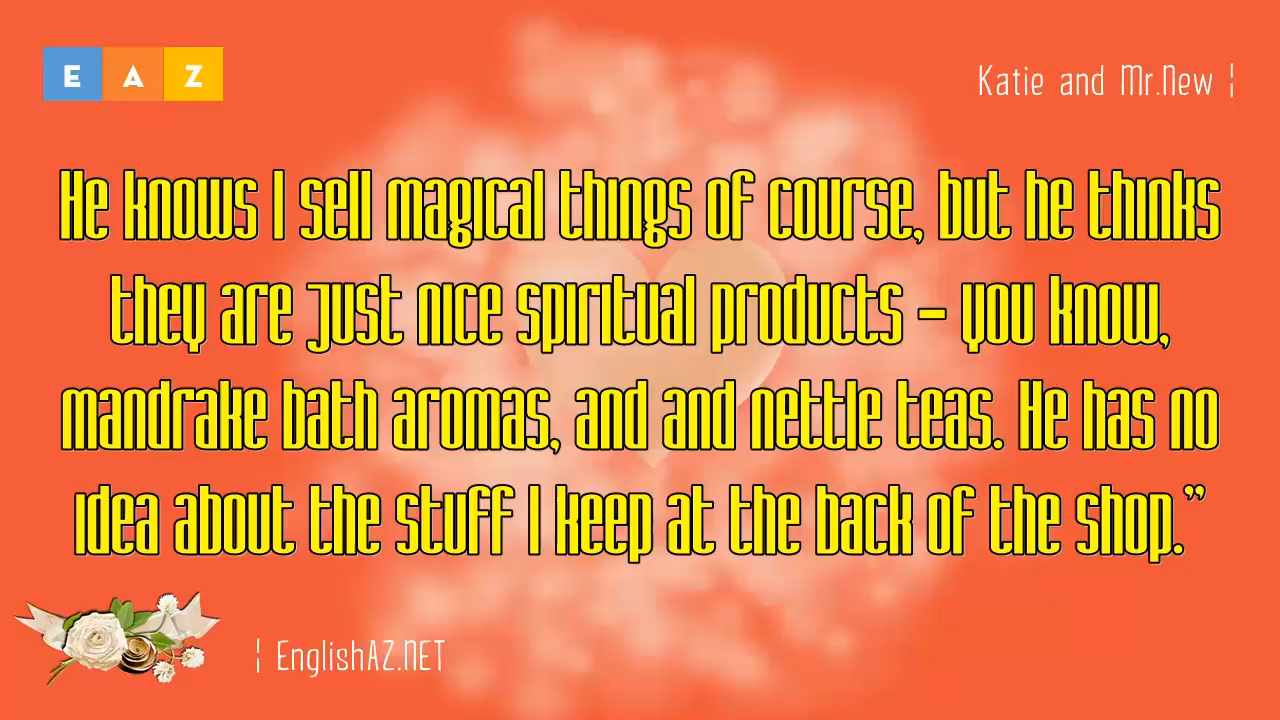 E A Z
Katie and Mr.New ¦
He knows I sell magical things of course, but he thinks
they are just nice spiritual products – you know,
mandrake bath aromas, and and nettle teas. He has no
idea about the stuff I keep at the back of the shop.”
¦ EnglishAZ.NET